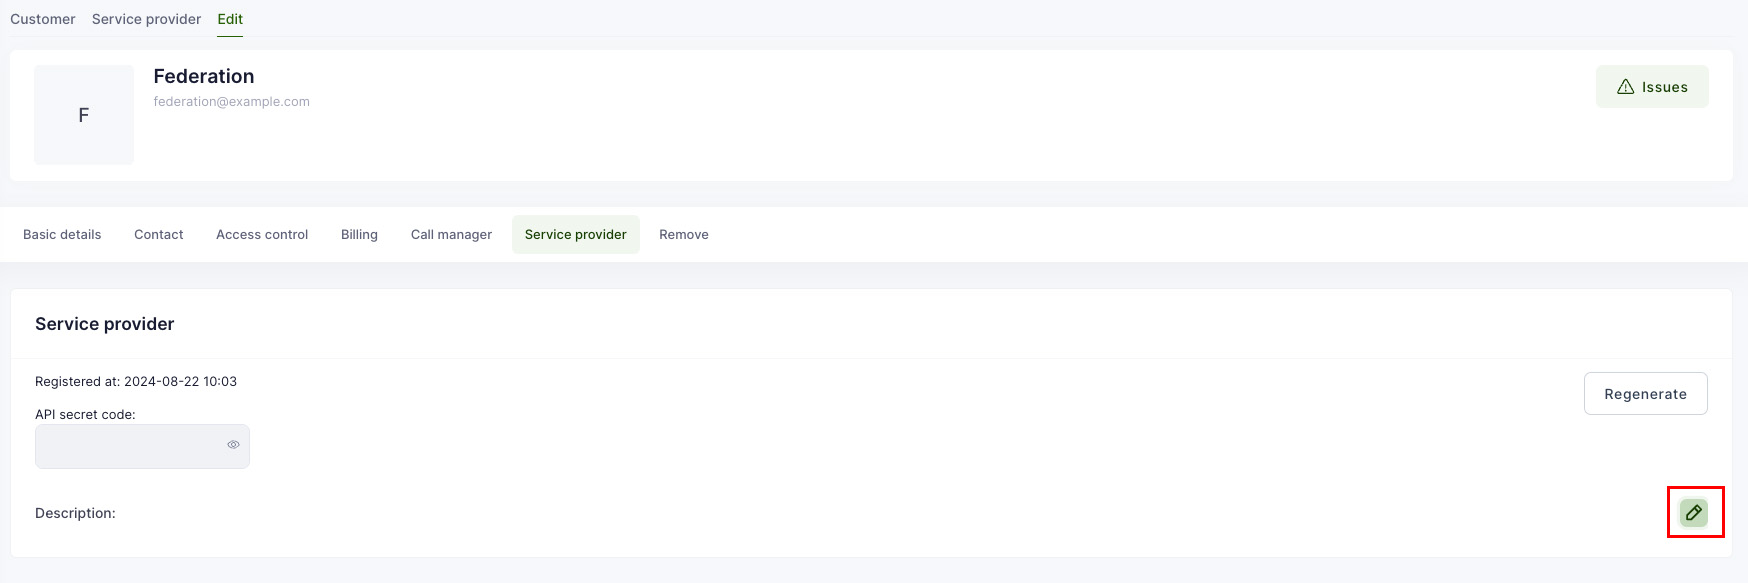 Customer Service provider Edit
F
Federation
federation@example.com
Issues
Basic details Contact Access control Billing Call manager Service provider Remove
Service provider
Registered at: 2024-08-22 10:03
Regenerate
API secret code:
Description: